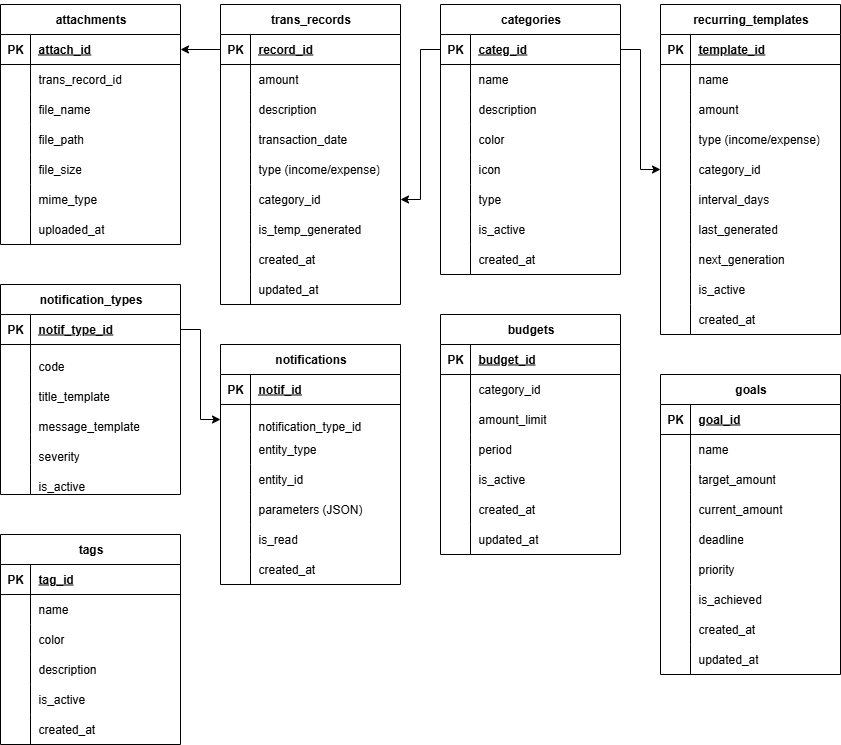 attachments
PK attach_id
trans_record_id
file_name
file_path
file_size
mime_type
uploaded_at
trans_records
PK record_id
amount
description
transaction_date
type (income/expense)
category_id
is_temp_generated
created_at
updated_at
categories
PK categ_id
name
description
color
icon
type
is_active
created_at
recurring_templates
PK template_id
name
amount
type (income/expense)
category_id
interval_days
last_generated
next_generation
is_active
created_at
notification_types
PK notif_type_id
code
title_template
message_template
severity
is_active
notifications
PK notif_id
notification_type_id
entity_type
entity_id
parameters (JSON)
is_read
created_at
budgets
PK budget_id
category_id
amount_limit
period
is_active
created_at
updated_at
goals
PK goal_id
name
target_amount
current_amount
deadline
priority
is_achieved
created_at
updated_at
tags
PK tag_id
name
color
description
is_active
created_at